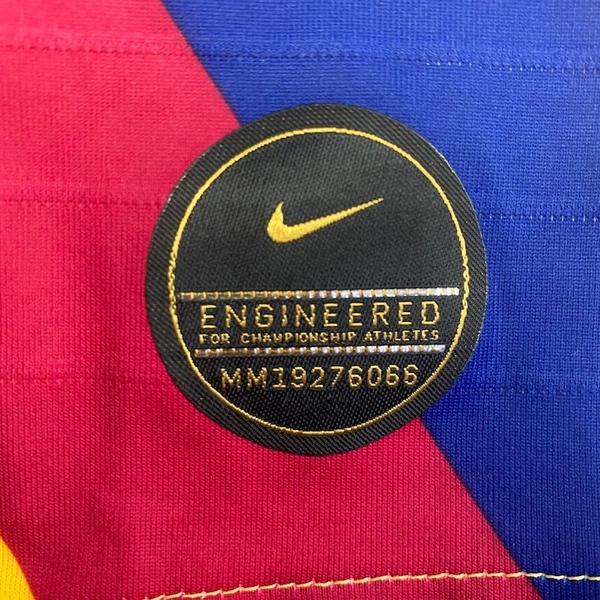 ENGINEERED
FOR CHAMPIONSHIP ATHLETES
MM19276066